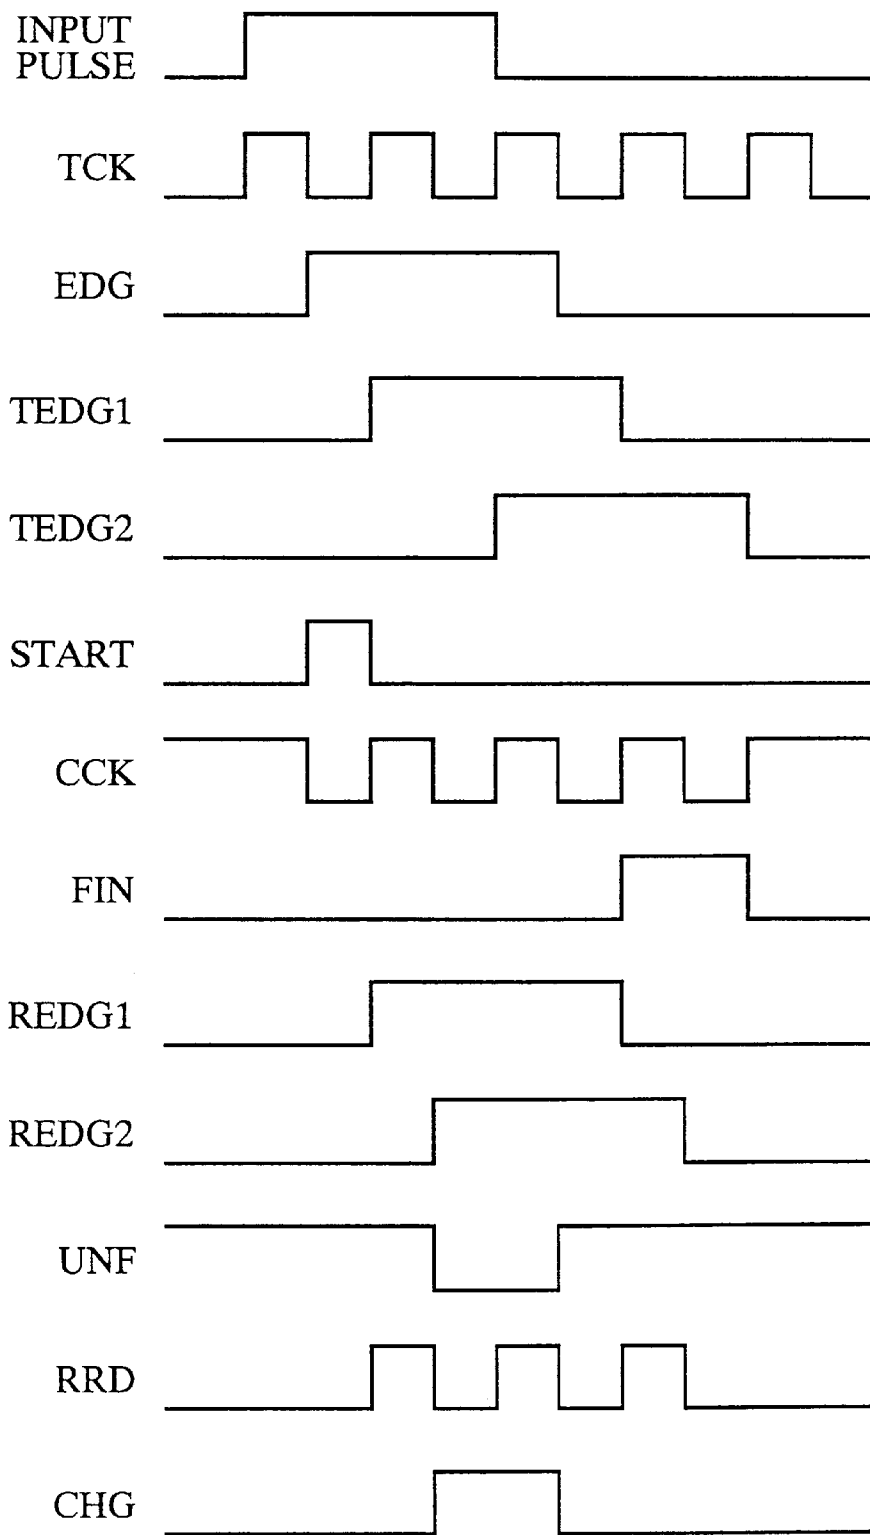 INPUT
PULSE
TCK
EDG
TEDG1
TEDG2
START
CCK
FIN
REDG1
REDG2
UNF
RRD
CHG